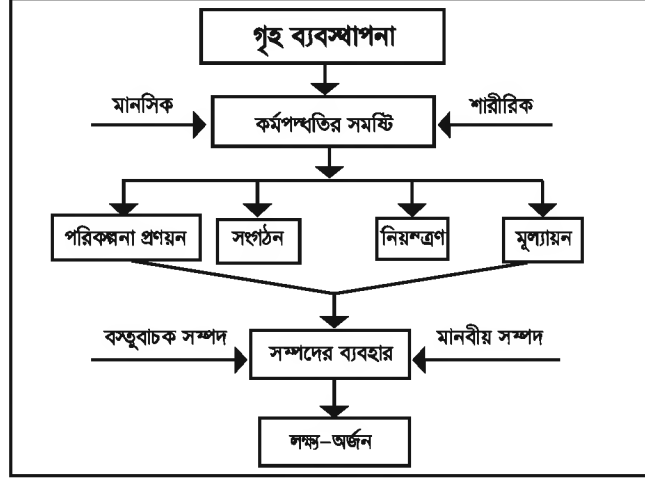 গৃহ ব্যবস্থাপনা
মানসিক
শারীরিক
কর্মপদ্ধতির সমষ্টি
পরিকল্পনা প্রণয়ন
সংগঠন
নিয়ন্ত্রণ
মূল্যায়ন
বস্তুবাচক সম্পদ
মানবীয় সম্পদ
সম্পদের ব্যবহার
লক্ষ্য–অর্জন